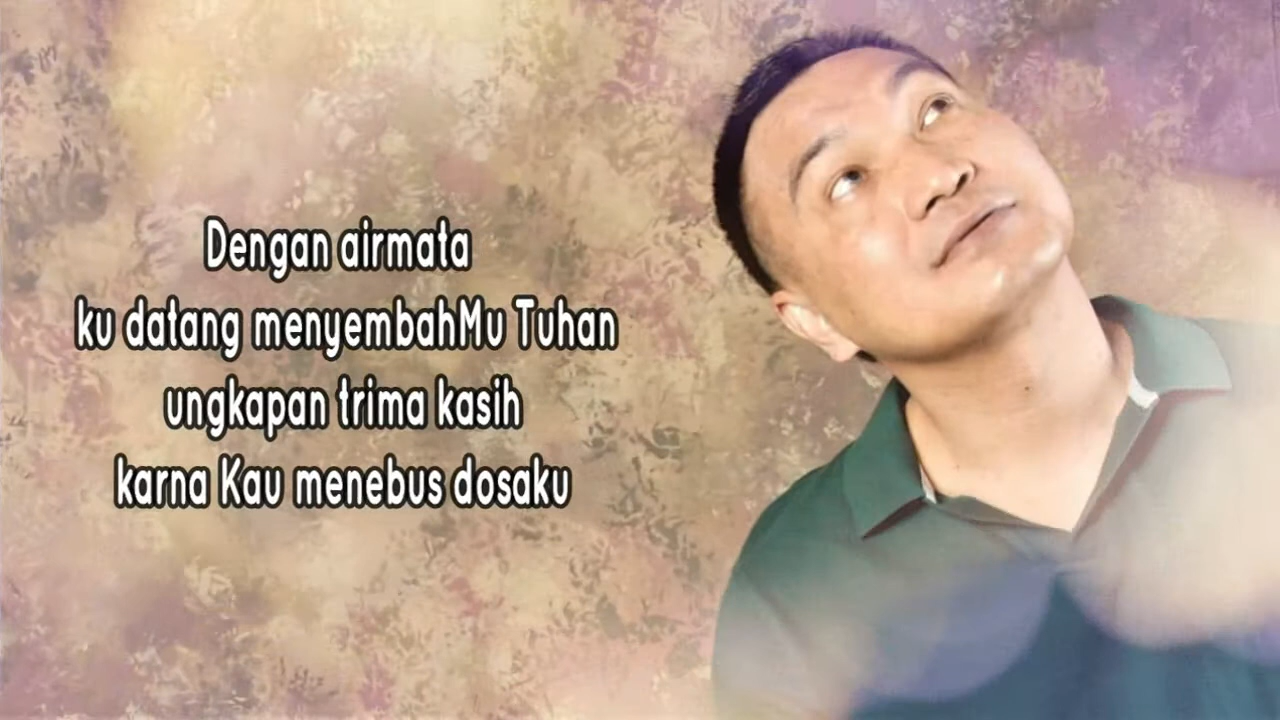 Dengan airmata
ku datang menyembahMu Tuhan
ungkapan trima kasih
karna Kau menebus dosaku